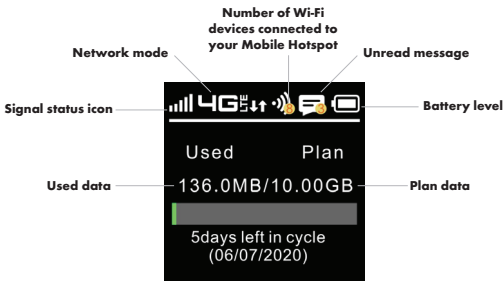 Number of Wi-Fi
devices connected to
your Mobile Hotspot
Network mode
Unread message
Signal status icon
4G LTE
Battery level
Used Plan
Used data
136.0MB/10.00GB
Plan data
5days left in cycle
(06/07/2020)